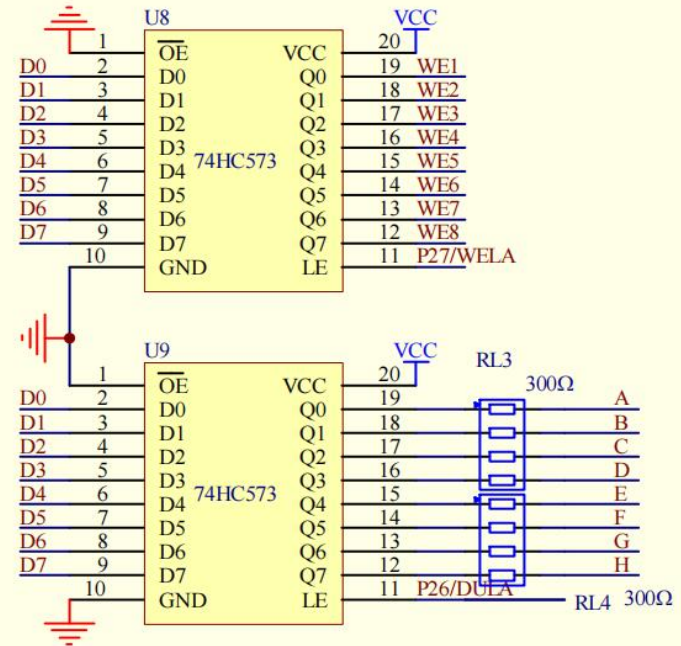 U8 VCC
1 OE VCC 20
D0 2 D0 Q0 19 WE1
D1 3 D1 Q1 18 WE2
D2 4 D2 Q2 17 WE3
D3 5 D3 Q3 16 WE4
D4 6 D4 74HC573 Q4 15 WE5
D5 7 D5 Q5 14 WE6
D6 8 D6 Q6 13 WE7
D7 9 D7 Q7 12 WE8
10 GND LE 11 P27/WELA
U9 VCC RL3
1 OE VCC 20 300Ω
D0 2 D0 Q0 19 A
D1 3 D1 Q1 18 B
D2 4 D2 Q2 17 C
D3 5 D3 Q3 16 D
D4 6 D4 74HC573 Q4 15 E
D5 7 D5 Q5 14 F
D6 8 D6 Q6 13 G
D7 9 D7 Q7 12 H
10 GND LE 11 P26/DULA RL4 300Ω